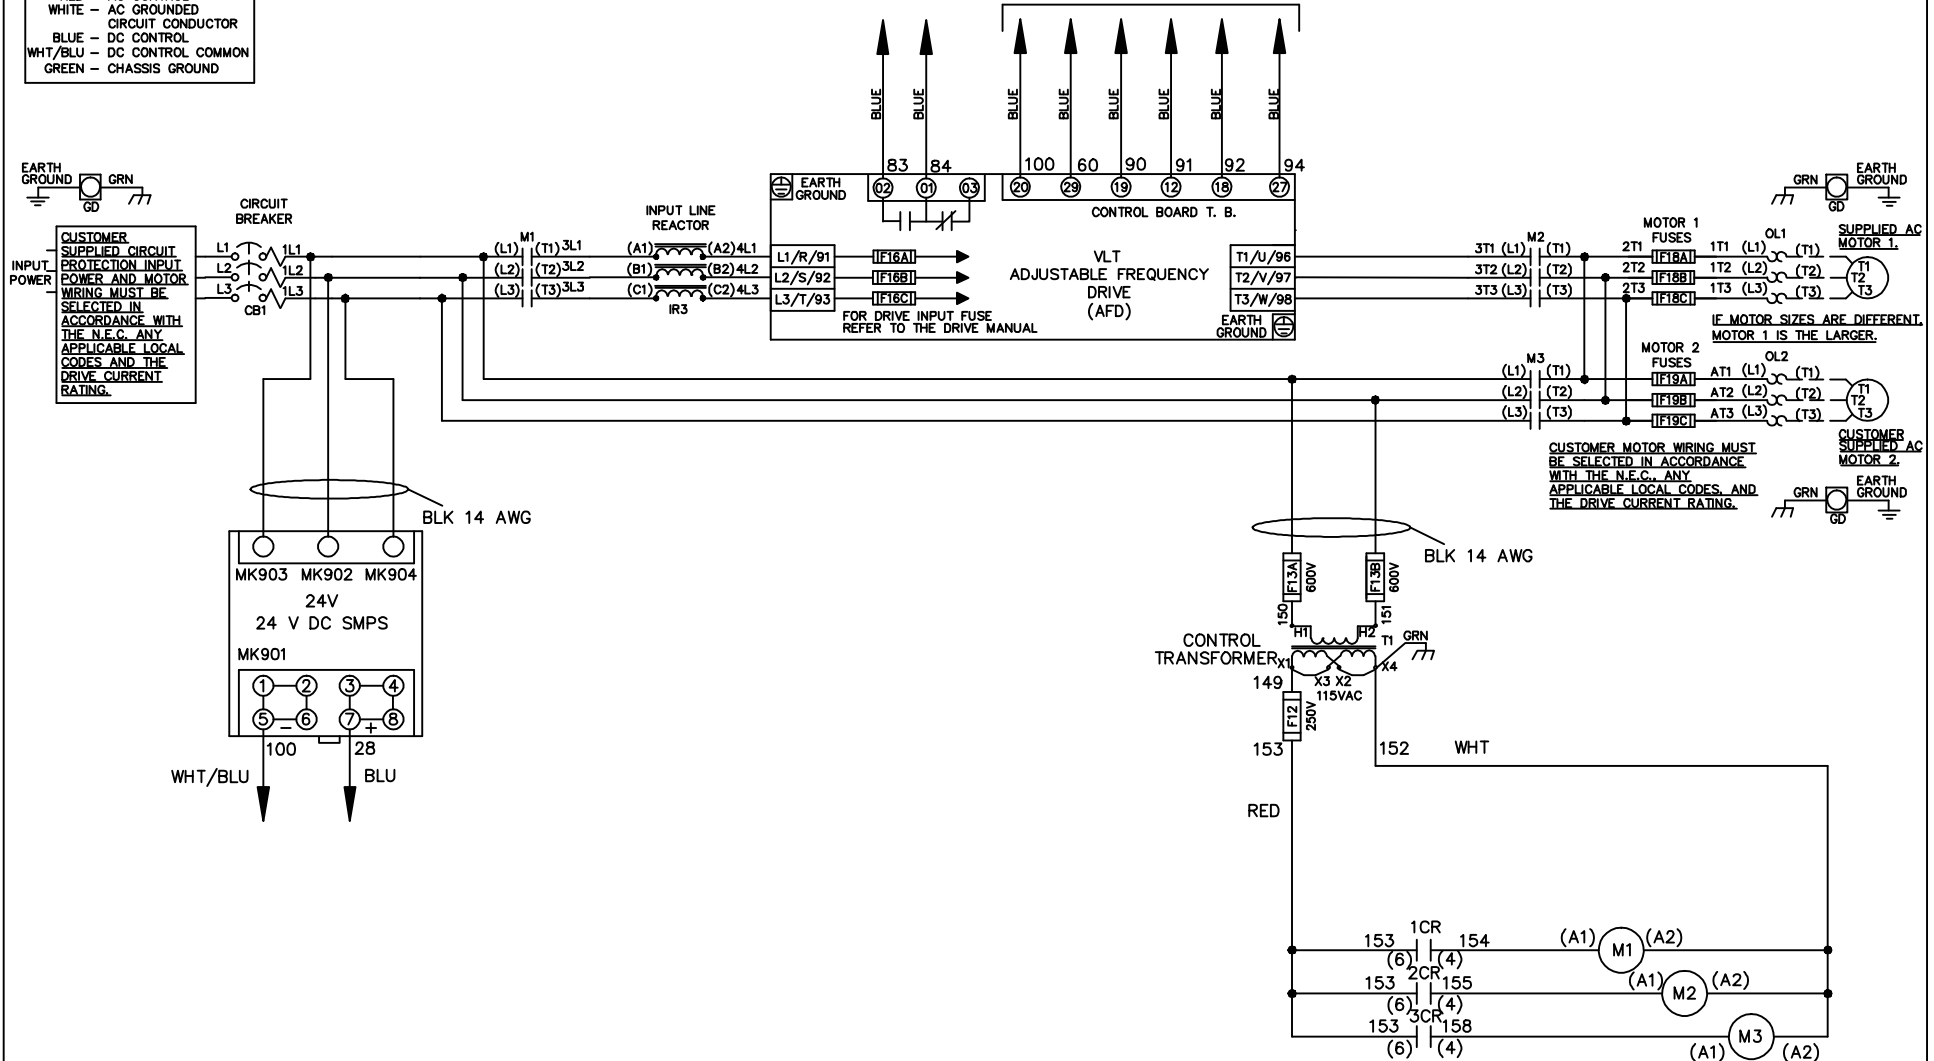 WHITE – AC GROUNDED
CIRCUIT CONDUCTOR
BLUE – DC CONTROL
WHT/BLU – DC CONTROL COMMON
GREEN – CHASSIS GROUND
BLUE BLUE BLUE BLUE BLUE BLUE BLUE BLUE
83 84 100 60 90 91 92 94
EARTH
GROUND
02 01 03 20 29 19 12 18 27
CONTROL BOARD T. B.
EARTH
GROUND
GRN
GD
CIRCUIT
BREAKER
INPUT LINE
REACTOR
GRN
EARTH
GROUND
GD
INPUT
POWER
CUSTOMER
SUPPLIED CIRCUIT
PROTECTION INPUT
POWER AND MOTOR
WIRING MUST BE
SELECTED IN
ACCORDANCE WITH
THE N.E.C. ANY
APPLICABLE LOCAL
CODES AND THE
DRIVE CURRENT
RATING.
M1
L1 1L1 (L1) (T1) 3L1 (A1) (A2) 4L1 L1/R/91 F16A
L2 1L2 (L2) (T2) 3L2 (B1) (B2) 4L2 L2/S/92 F16B
L3 1L3 (L3) (T3) 3L3 (C1) (C2) 4L3 L3/T/93 F16C
CB1
IR3
VLT
ADJUSTABLE FREQUENCY
DRIVE
(AFD)
FOR DRIVE INPUT FUSE
REFER TO THE DRIVE MANUAL
EARTH
GROUND
MOTOR 1
FUSES
M2
OL1
SUPPLIED AC
MOTOR 1.
T1/U/96 3T1 (L1) (T1) 2T1 F18A 1T1 (L1) (T1) T1
T2/V/97 3T2 (L2) (T2) 2T2 F18B 1T2 (L2) (T2) T2
T3/W/98 3T3 (L3) (T3) 2T3 F18C 1T3 (L3) (T3) T3
IF MOTOR SIZES ARE DIFFERENT,
MOTOR 1 IS THE LARGER.
MOTOR 2
FUSES
M3
OL2
(L1) (T1) F19A AT1 (L1) (T1) T1
(L2) (T2) F19B AT2 (L2) (T2) T2
(L3) (T3) F19C AT3 (L3) (T3) T3
CUSTOMER
SUPPLIED AC
MOTOR 2.
CUSTOMER MOTOR WIRING MUST
BE SELECTED IN ACCORDANCE
WITH THE N.E.C., ANY
APPLICABLE LOCAL CODES, AND
THE DRIVE CURRENT RATING.
GRN
EARTH
GROUND
GD
BLK 14 AWG
MK903 MK902 MK904
24V
24 V DC SMPS
MK901
1 2 3 4
5 – 6 7 + 8
100 28
WHT/BLU BLU
BLK 14 AWG
F13A 600V F13B 600V
150 151
H1 H2 T1 GRN
CONTROL
TRANSFORMER
X1 X3 X2 X4
115VAC
149
F12 250V
153 152 WHT
RED
1CR
153 154 (A1) M1 (A2)
(6) (4)
2CR
153 155 (A1) M2 (A2)
(6) (4)
3CR
153 158 M3
(6) (4) (A1) (A2)